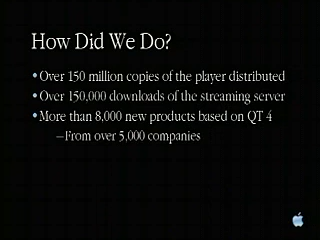 How Did We Do?
• Over 150 million copies of the player distributed
• Over 150,000 downloads of the streaming server
• More than 8,000 new products based on QT 4
–From over 5,000 companies